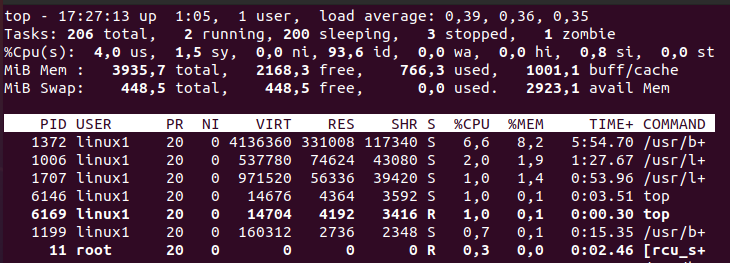 top - 17:27:13 up  1:05,  1 user,  load average: 0,39, 0,36, 0,35
Tasks: 206 total,   2 running, 200 sleeping,   3 stopped,   1 zombie
%Cpu(s):  4,0 us,  1,5 sy,  0,0 ni, 93,6 id,  0,0 wa,  0,0 hi,  0,8 si,  0,0 st
MiB Mem :   3935,7 total,   2168,3 free,    766,3 used,   1001,1 buff/cache
MiB Swap:    448,5 total,    448,5 free,      0,0 used.   2923,1 avail Mem
PID USER      PR  NI    VIRT    RES    SHR S  %CPU  %MEM     TIME+ COMMAND
1372 linux1    20   0 4136360 331008 117340 S   6,6   8,2   5:54.70 /usr/b+
1006 linux1    20   0  537780  74624  43080 S   2,0   1,9   1:27.67 /usr/l+
1707 linux1    20   0  971520  56336  39420 S   1,0   1,4   0:53.96 /usr/l+
6146 linux1    20   0   14676   4364   3592 S   1,0   0,1   0:03.51 top
6169 linux1    20   0   14704   4192   3416 R   1,0   0,1   0:00.30 top
1199 linux1    20   0  160312   2736   2348 S   0,7   0,1   0:15.35 /usr/b+
11 root      20   0       0      0      0 R   0,3   0,0   0:02.46 [rcu_s+